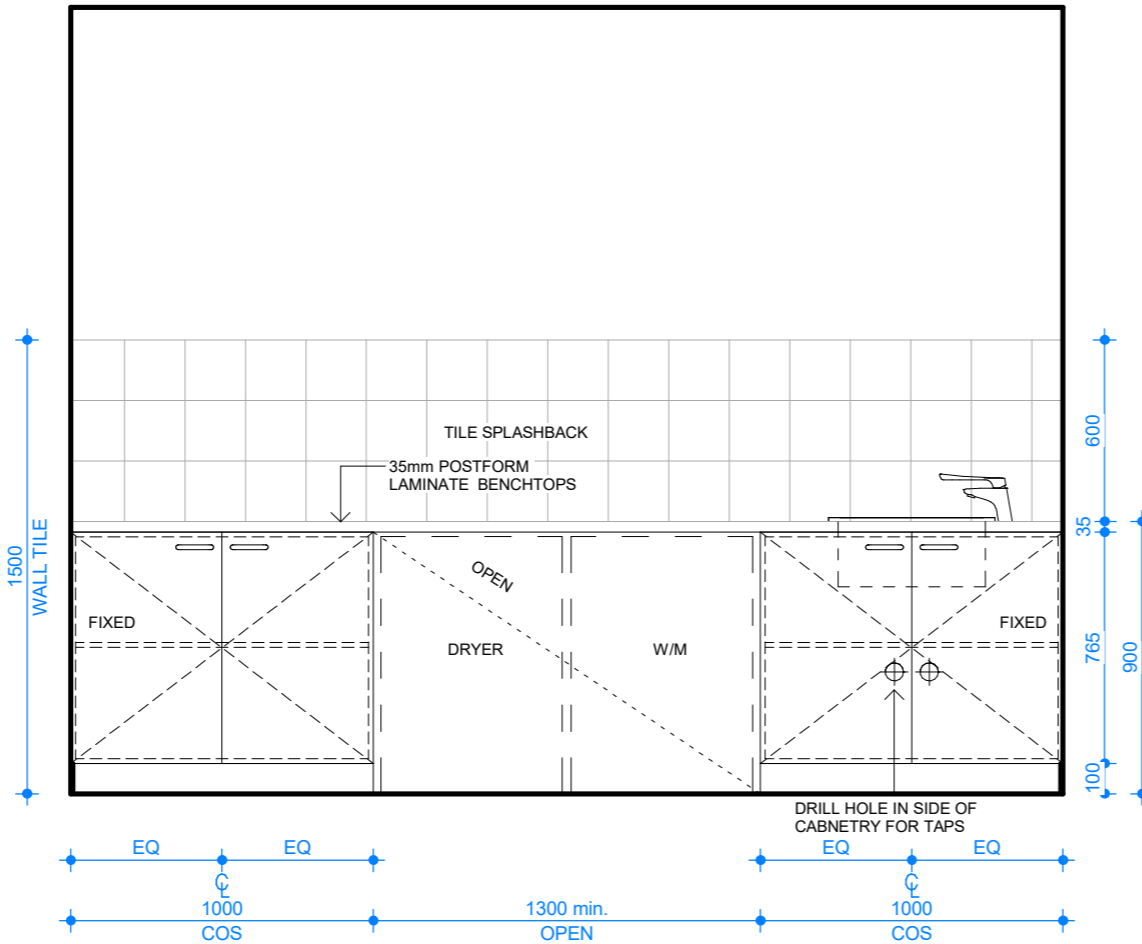 TILE SPLASHBACK
35mm POSTFORM
LAMINATE BENCHTOPS
1500
WALL TILE
600
35
765
900
100
FIXED
OPEN
DRYER
W/M
FIXED
DRILL HOLE IN SIDE OF
CABNETRY FOR TAPS
EQ
EQ
EQ
EQ
CL
CL
1000
COS
1300 min.
OPEN
1000
COS